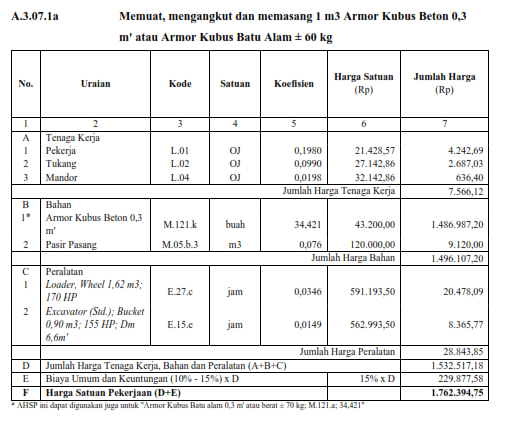 A.3.07.1a Memuat, mengangkut dan memasang 1 m3 Armor Kubus Beton 0,3
m' atau Armor Kubus Batu Alam ± 60 kg
No. Uraian Kode Satuan Koefisien Harga Satuan (Rp) Jumlah Harga (Rp)
1 2 3 4 5 6 7
A Tenaga Kerja
1 Pekerja L.01 OJ 0,1980 21.428,57 4.242,69
2 Tukang L.02 OJ 0,0990 27.142,86 2.687,03
3 Mandor L.04 OJ 0,0198 32.142,86 636,40
Jumlah Harga Tenaga Kerja 7.566,12
B Bahan
1* Armor Kubus Beton 0,3 m' M.121.k buah 34,421 43.200,00 1.486.987,20
2 Pasir Pasang M.05.b.3 m3 0,076 120.000,00 9.120,00
Jumlah Harga Bahan 1.496.107,20
C Peralatan
1 Loader, Wheel 1,62 m3; 170 HP E.27.c jam 0,0346 591.193,50 20.478,09
2 Excavator (Std.); Bucket 0,90 m3; 155 HP; Dm 6,6m' E.15.e jam 0,0149 562.993,50 8.365,77
Jumlah Harga Peralatan 28.843,85
D Jumlah Harga Tenaga Kerja, Bahan dan Peralatan (A+B+C) 1.532.517,18
E Biaya Umum dan Keuntungan (10% - 15%) x D 15% x D 229.877,58
F Harga Satuan Pekerjaan (D+E) 1.762.394,75
* AHSP ini dapat digunakan juga untuk "Armor Kubus Batu alam 0,3 m' atau berat ± 70 kg; M.121.a; 34,421"